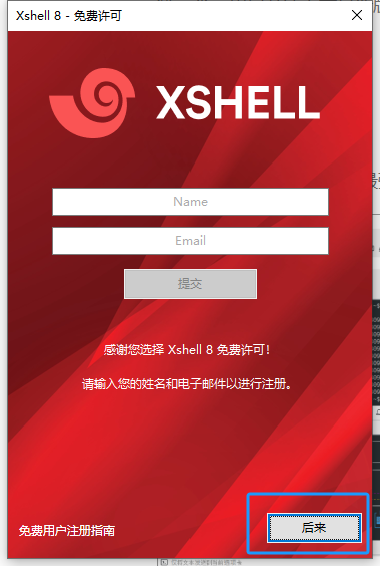 Xshell 8 - 免费许可
XSHELL
Name
Email
提交
感谢您选择 Xshell 8 免费许可！
请输入您的姓名和电子邮件以进行注册。
免费用户注册指南
后来